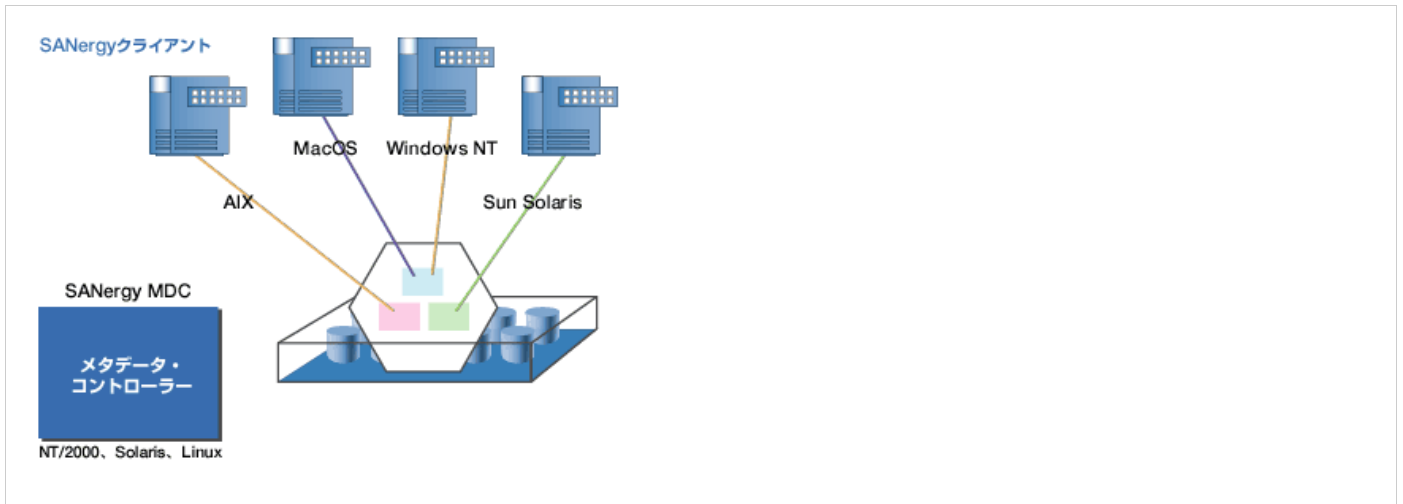 SANergyクライアント
MacOS
Windows NT
AIX
Sun Solaris
SANergy MDC
メタデータ・
コントローラー
NT/2000、Solaris、Linux